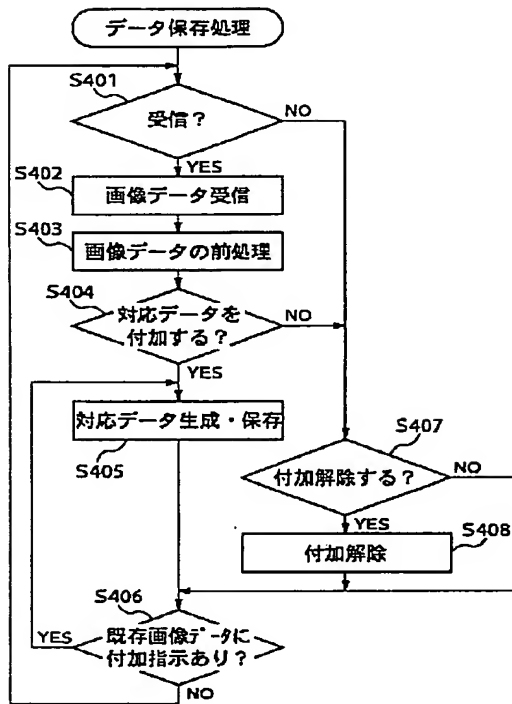 データ保存処理
S401
受信？
NO
YES
S402
画像データ受信
S403
画像データの前処理
S404
対応データを
付加する？
NO
YES
対応データ生成・保存
S405
S407
付加解除する？
NO
YES
S408
付加解除
S406
既存画像データに
付加指示あり？
YES
NO